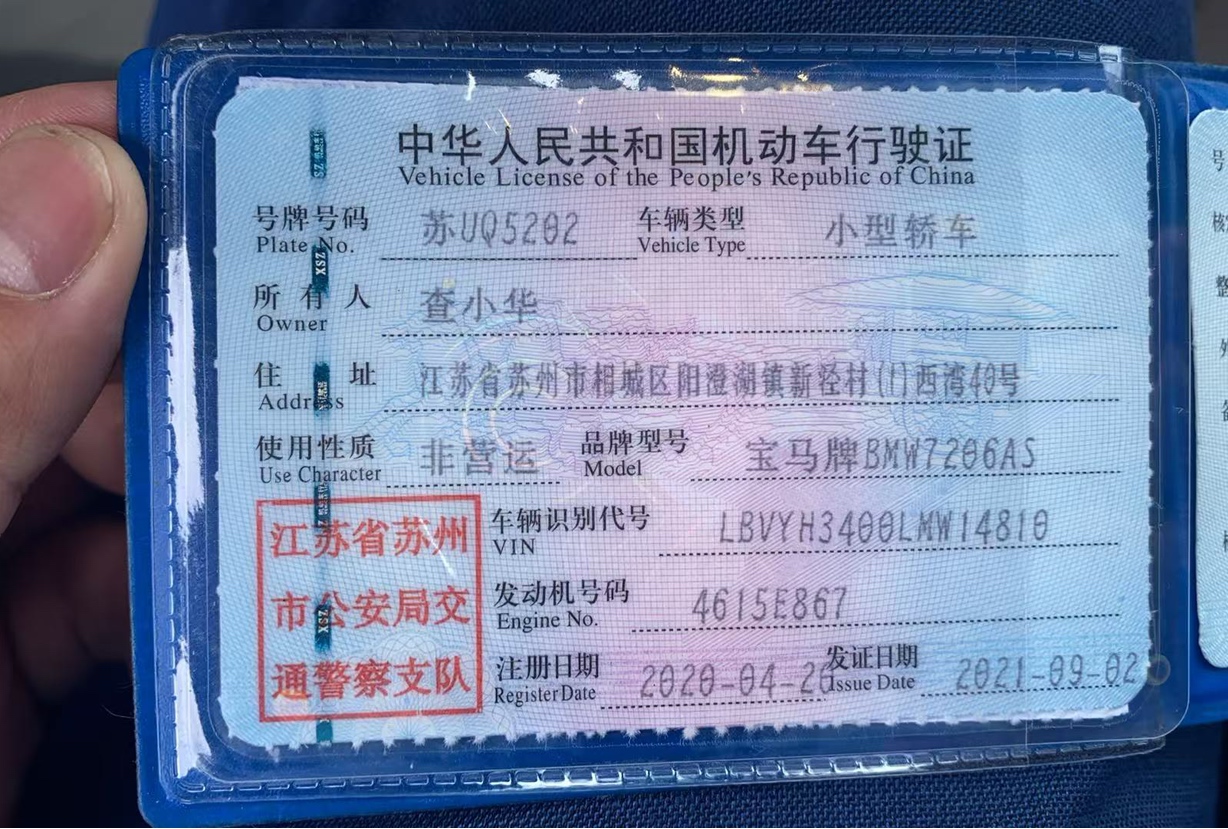 中华人民共和国机动车行驶证
Vehicle License of the People's Republic of China
号牌号码 苏UQ5202 车辆类型 小型轿车
Plate No. Vehicle Type
所有人 查小华
Owner
住址 江苏省苏州市相城区阳澄湖镇新泾村(1)西湾40号
Address
使用性质 非营运 品牌型号 宝马牌BMW7206AS
Use Character Model
江苏省苏州
市公安局交
通警察支队
车辆识别代号 LBVYH3400LMW14810
VIN
发动机号码 4615E867
Engine No.
注册日期 2020-04-26 发证日期 2021-09-02
Register Date Issue Date
ZSX
ZSX